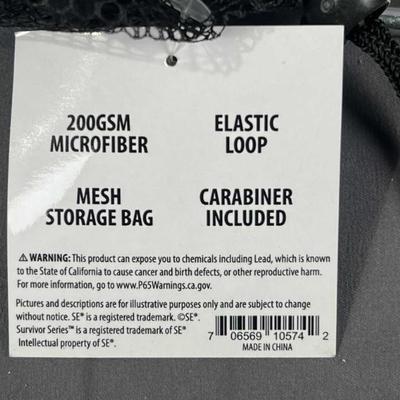 200GSM MICROFIBER
ELASTIC LOOP
MESH STORAGE BAG
CARABINER INCLUDED
⚠ WARNING: This product can expose you to chemicals including Lead, which is known
to the State of California to cause cancer and birth defects, or other reproductive harm.
For more information, go to www.P65Warnings.ca.gov.
Pictures and descriptions are for illustrative purposes only and are subject to change
without notice. SE® is a registered trademark. ©SE®.
Survivor Series™ is a registered trademark of SE®
Intellectual property of SE®.
7 06569 10574 2
MADE IN CHINA